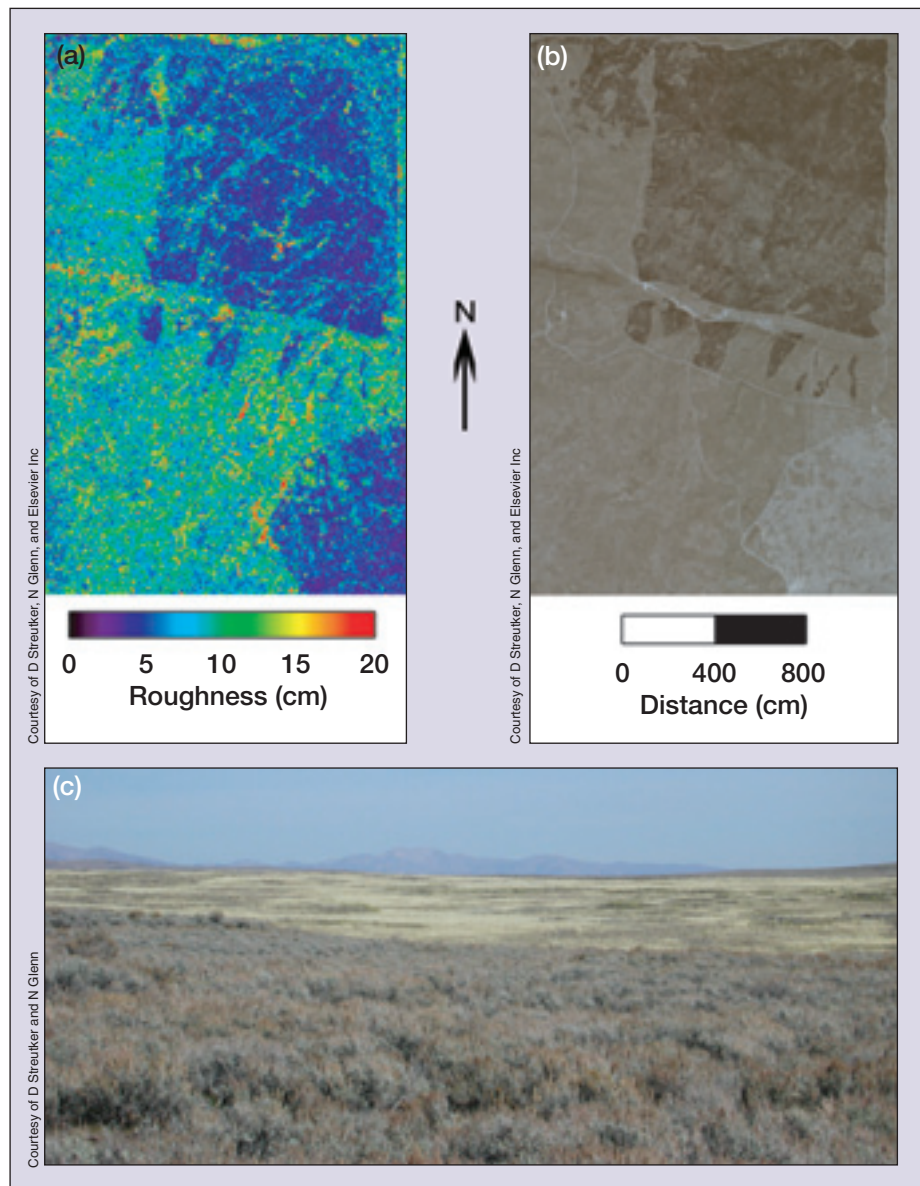 (a)
(b)
N
Courtesy of D Streutker, N Glenn, and Elsevier Inc
0 5 10 15 20
Roughness (cm)
Courtesy of D Streutker, N Glenn, and Elsevier Inc
0 400 800
Distance (cm)
(c)
Courtesy of D Streutker and N Glenn